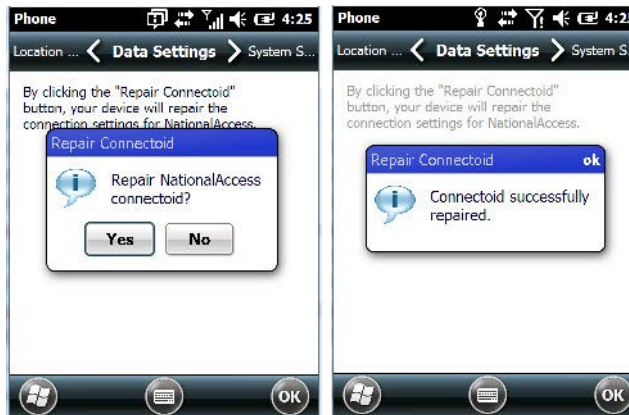 Phone 4:25
Location ... Data Settings System S...
By clicking the "Repair Connectoid"
button, your device will repair the
connection settings for NationalAccess.
Repair Connectoid
Repair NationalAccess
connectoid?
Yes No
OK
Phone 4:2
Location ... Data Settings System S
By clicking the "Repair Connectoid"
button, your device will repair the
connection settings for NationalAccess.
Repair Connectoid ok
Connectoid successfully
repaired.
OK